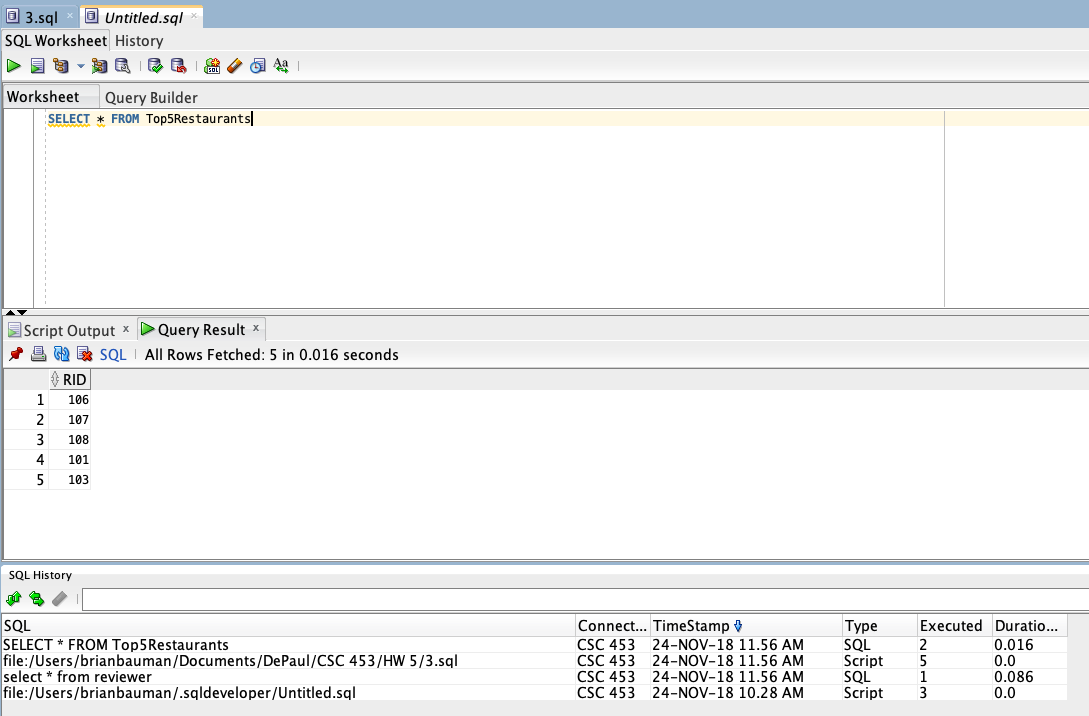 3.sql × Untitled.sql ×
SQL Worksheet History
SQL Aa
Worksheet Query Builder
SELECT * FROM Top5Restaurants
Script Output × Query Result ×
SQL All Rows Fetched: 5 in 0.016 seconds
RID
1 106
2 107
3 108
4 101
5 103
SQL History
SQL Connect... TimeStamp Type Executed Duratio...
SELECT * FROM Top5Restaurants CSC 453 24-NOV-18 11.56 AM SQL 2 0.016
file:/Users/brianbauman/Documents/DePaul/CSC 453/HW 5/3.sql CSC 453 24-NOV-18 11.56 AM Script 5 0.0
select * from reviewer CSC 453 24-NOV-18 11.56 AM SQL 1 0.086
file:/Users/brianbauman/.sqldeveloper/Untitled.sql CSC 453 24-NOV-18 10.28 AM Script 3 0.0